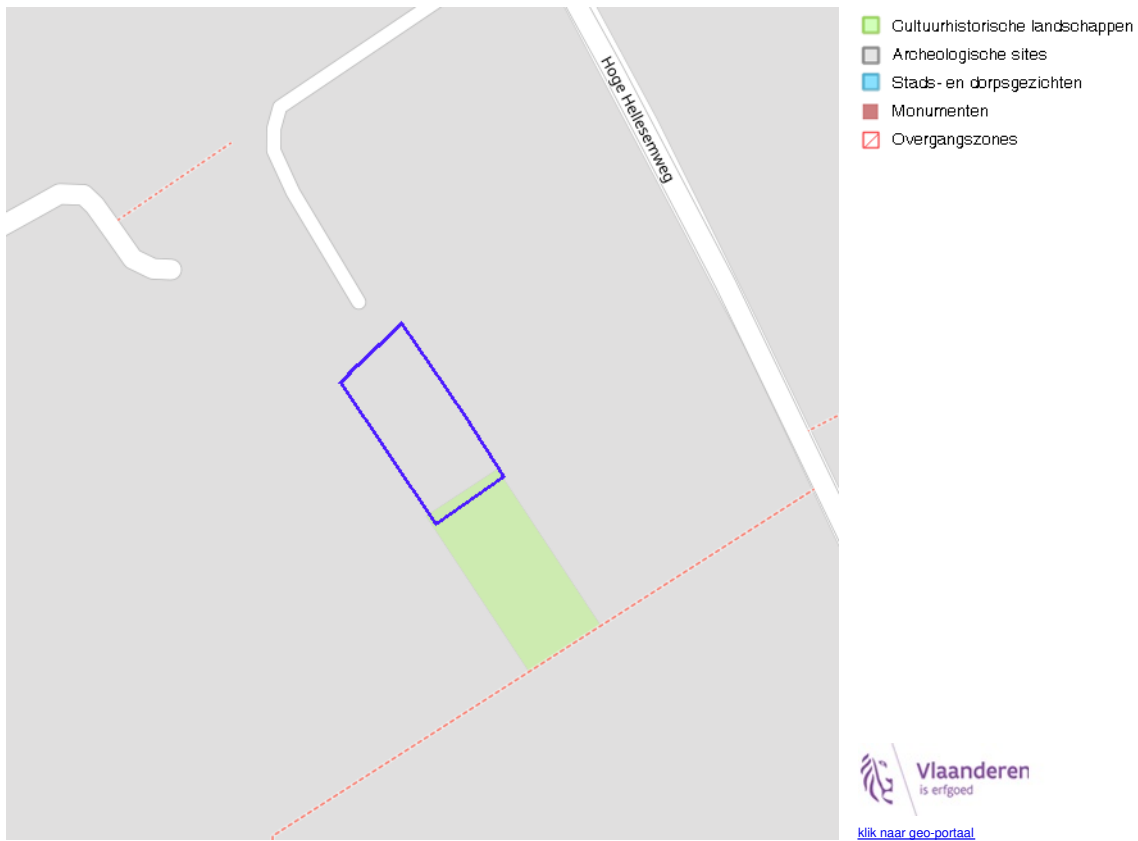 Hoge Hellesemweg
Cultuurhistorische landschappen
Archeologische sites
Stads- en dorpsgezichten
Monumenten
Overgangszones
Vlaanderen
is erfgoed
klik naar geo-portaal